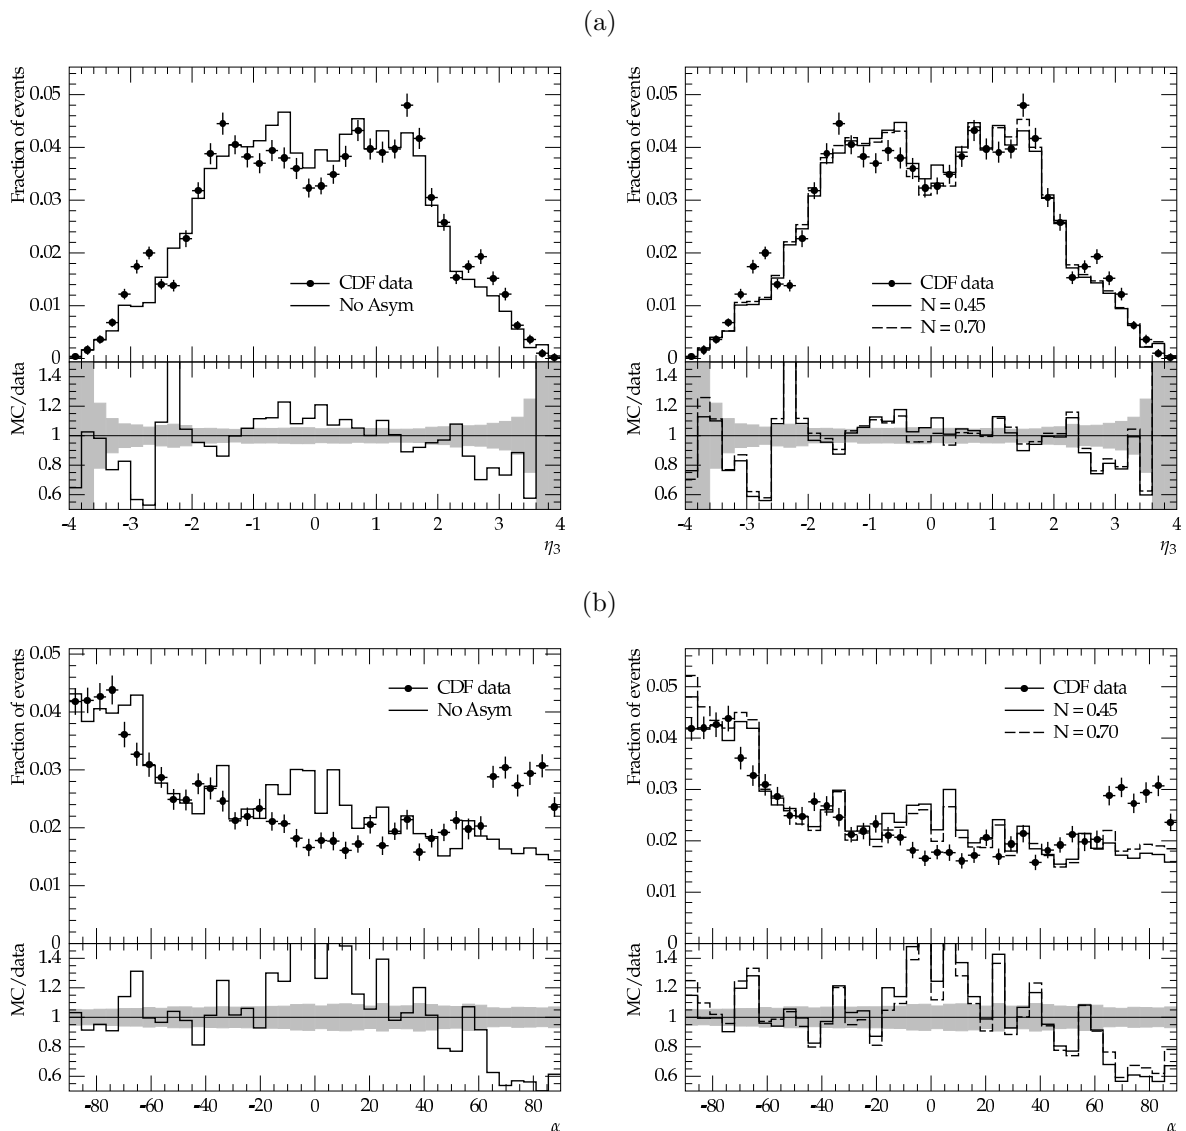 (a)
Fraction of events
0.05
0.04
0.03
0.02
0.01
0
CDF data
No Asym
MC/data
1.4
1.2
1
0.8
0.6
-4 -3 -2 -1 0 1 2 3 4
η3
Fraction of events
0.05
0.04
0.03
0.02
0.01
0
CDF data
N = 0.45
N = 0.70
MC/data
1.4
1.2
1
0.8
0.6
-4 -3 -2 -1 0 1 2 3 4
η3
(b)
Fraction of events
0.05
0.04
0.03
0.02
0.01
0
CDF data
No Asym
MC/data
1.4
1.2
1
0.8
0.6
-80 -60 -40 -20 0 20 40 60 80
α
Fraction of events
0.05
0.04
0.03
0.02
0.01
0
CDF data
N = 0.45
N = 0.70
MC/data
1.4
1.2
1
0.8
0.6
-80 -60 -40 -20 0 20 40 60 80
α